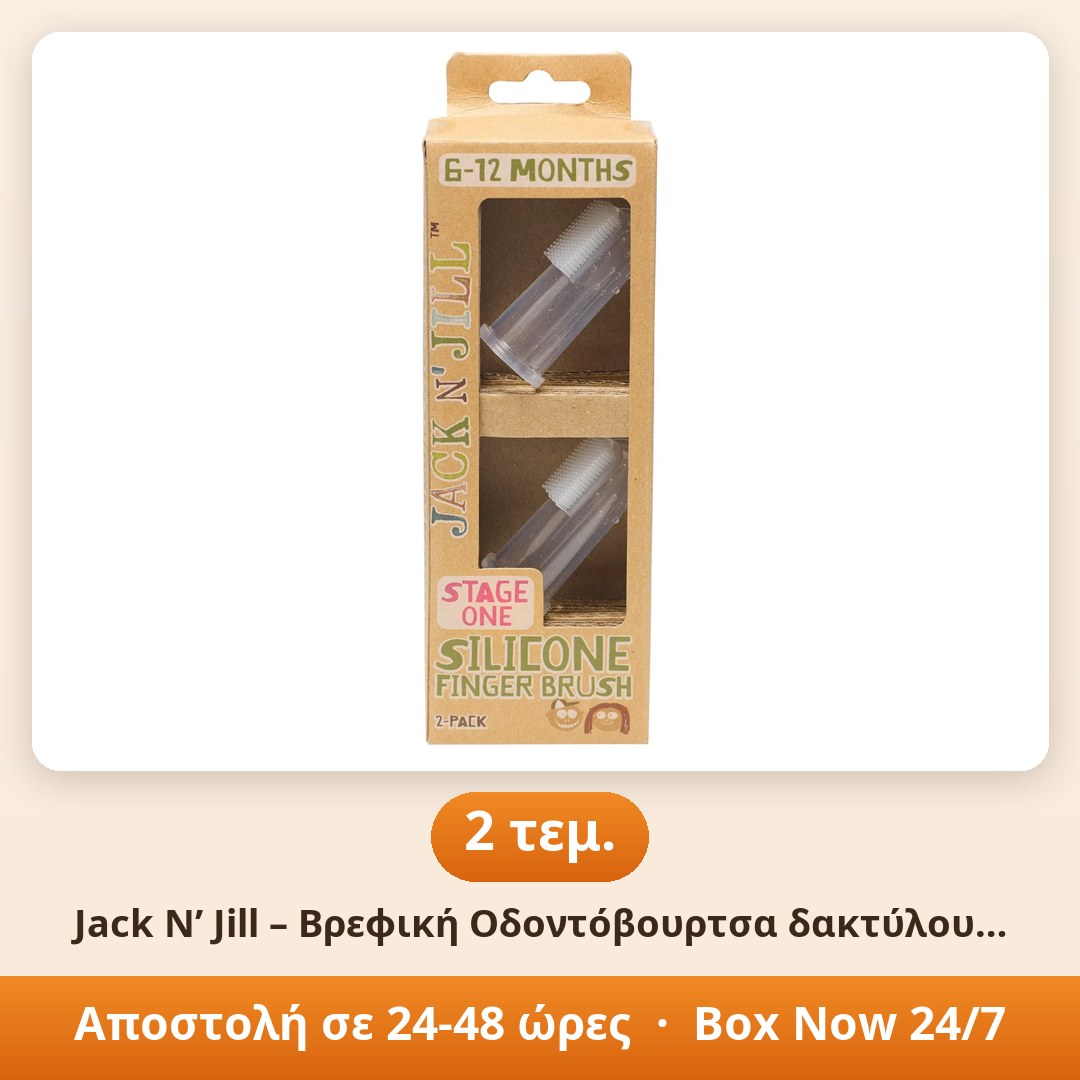 6-12 MONTHS
JACK N' JILL™
STAGE
ONE
SILICONE
FINGER BRUSH
2-PACK
2 τεμ.
Jack N’ Jill – Βρεφική Οδοντόβουρτσα δακτύλου...
Αποστολή σε 24-48 ώρες · Box Now 24/7